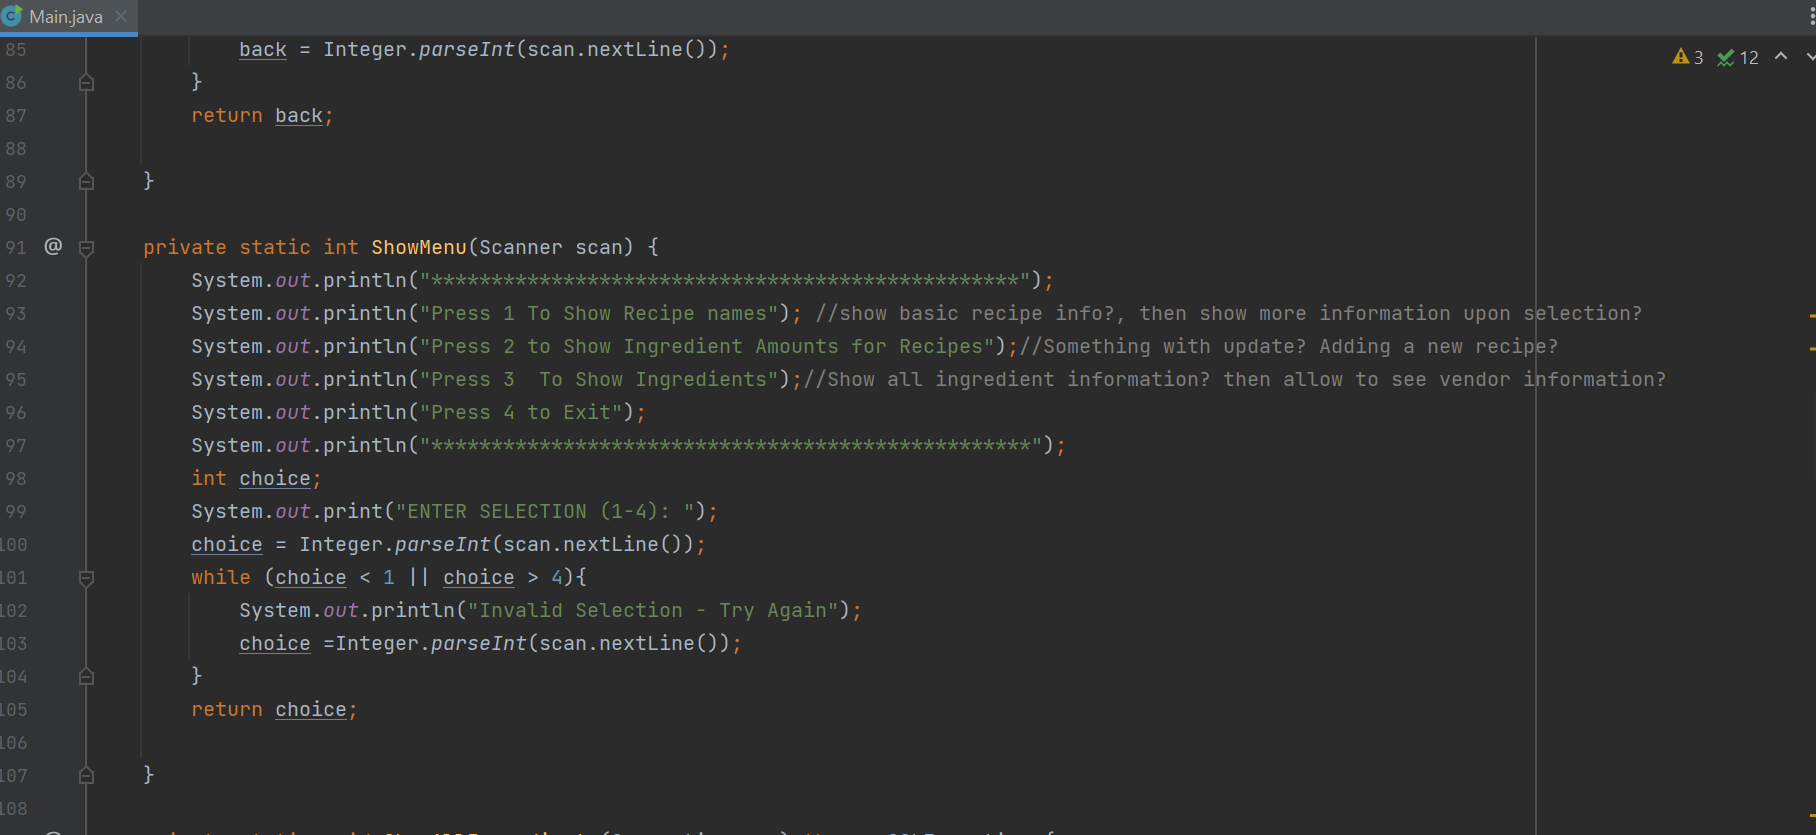 Main.java
85 back = Integer.parseInt(scan.nextLine());
3 12
86 }
87 return back;
88
89 }
90
91 @ private static int ShowMenu(Scanner scan) {
92 System.out.println("*************************************************");
93 System.out.println("Press 1 To Show Recipe names"); //show basic recipe info?, then show more information upon selection?
94 System.out.println("Press 2 to Show Ingredient Amounts for Recipes");//Something with update? Adding a new recipe?
95 System.out.println("Press 3  To Show Ingredients");//Show all ingredient information? then allow to see vendor information?
96 System.out.println("Press 4 to Exit");
97 System.out.println("**************************************************");
98 int choice;
99 System.out.print("ENTER SELECTION (1-4): ");
100 choice = Integer.parseInt(scan.nextLine());
101 while (choice < 1 || choice > 4){
102 System.out.println("Invalid Selection - Try Again");
103 choice =Integer.parseInt(scan.nextLine());
104 }
105 return choice;
106
107 }
108